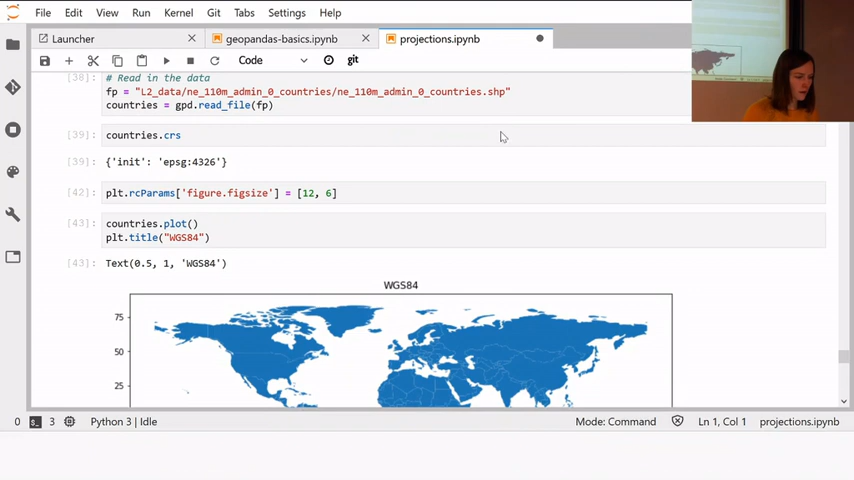 File Edit View Run Kernel Git Tabs Settings Help
Launcher
geopandas-basics.ipynb
projections.ipynb
Code
git
[38]:
# Read in the data
fp = "L2_data/ne_110m_admin_0_countries/ne_110m_admin_0_countries.shp"
countries = gpd.read_file(fp)
[39]: countries.crs
[39]: {'init': 'epsg:4326'}
[42]: plt.rcParams['figure.figsize'] = [12, 6]
[43]: countries.plot()
plt.title("WGS84")
[43]: Text(0.5, 1, 'WGS84')
WGS84
75
50
25
0 3 Python 3 | Idle Mode: Command Ln 1, Col 1 projections.ipynb